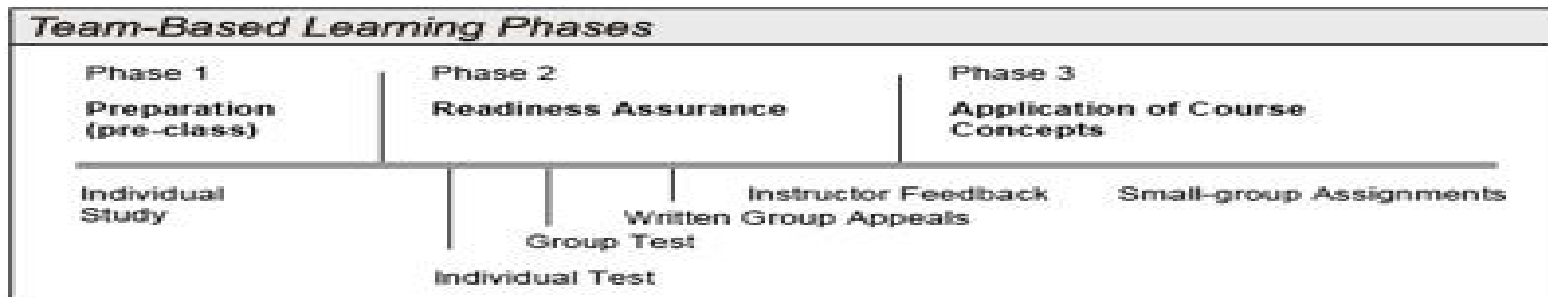 Team-Based Learning Phases
Phase 1
Preparation
(pre-class)
Phase 2
Readiness Assurance
Phase 3
Application of Course
Concepts
Individual
Study
Individual Test
Group Test
Written Group Appeals
Instructor Feedback
Small-group Assignments